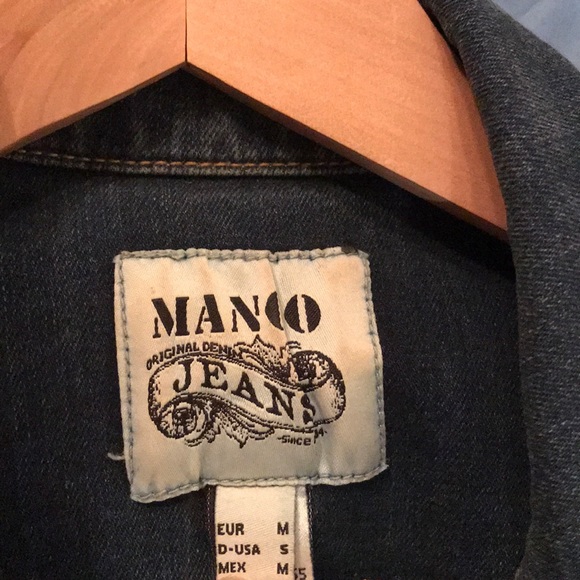 MANGO
ORIGINAL DENIM
JEANS
-Since
EUR M
D-USA S
MEX M